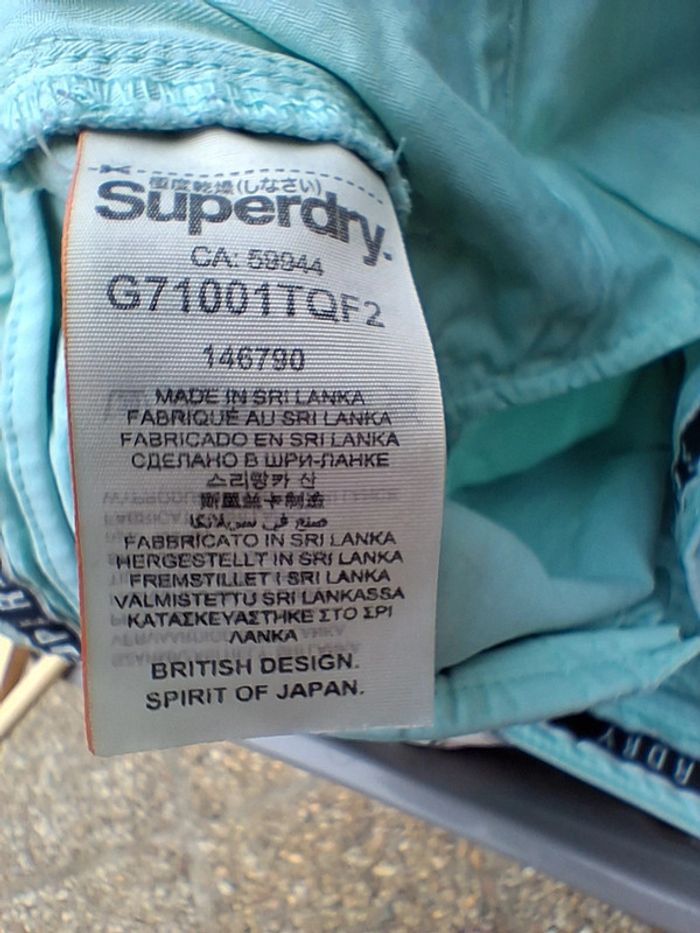 極度乾燥(しなさい)
Superdry.
CA: 59944
G71001TQF2
146790
MADE IN SRI LANKA
FABRIQUÉ AU SRI LANKA
FABRICADO EN SRI LANKA
СДЕЛАНО В ШРИ-ЛАНКЕ
스리랑카 산
斯里兰卡制造
صنع في سريلانكا
FABBRICATO IN SRI LANKA
HERGESTELLT IN SRI LANKA
FREMSTILLET I SRI LANKA
VALMISTETTU SRI LANKASSA
ΚΑΤΑΣΚΕΥΑΣΤΗΚΕ ΣΤΟ ΣΡΙ
ΛΑΝΚΑ
BRITISH DESIGN.
SPIRIT OF JAPAN.